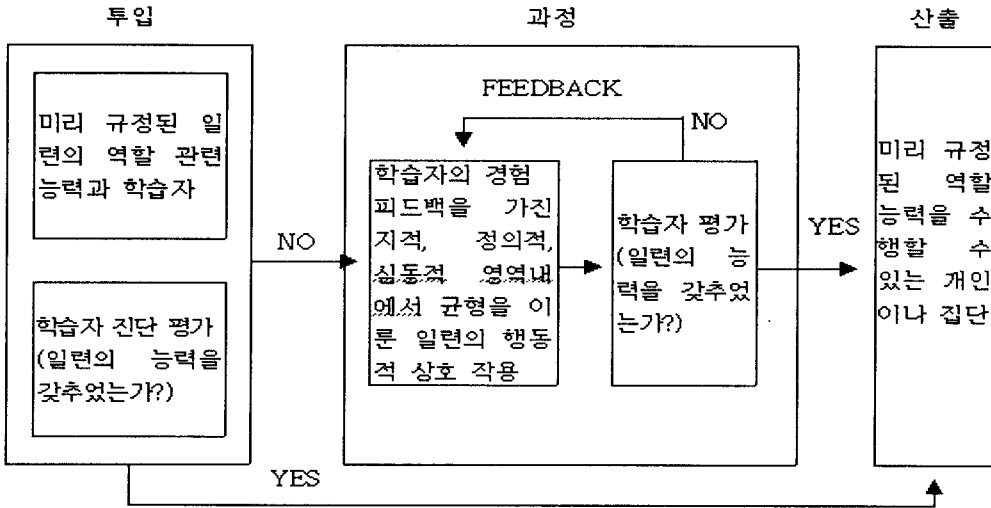 투입
과정
산출
미리 규정된 일
련의 역할 관련
능력과 학습자
학습자 진단 평가
(일련의 능력을
갖추었는가?)
NO
YES
FEEDBACK
NO
학습자의 경험
피드백을 가진
지적, 정의적,
심동적 영역내
에서 균형을 이
룬 일련의 행동
적 상호 작용
학습자 평가
(일련의 능
력을 갖추었
는가?)
YES
미리 규정
된 역할
능력을 수
행할 수
있는 개인
이나 집단